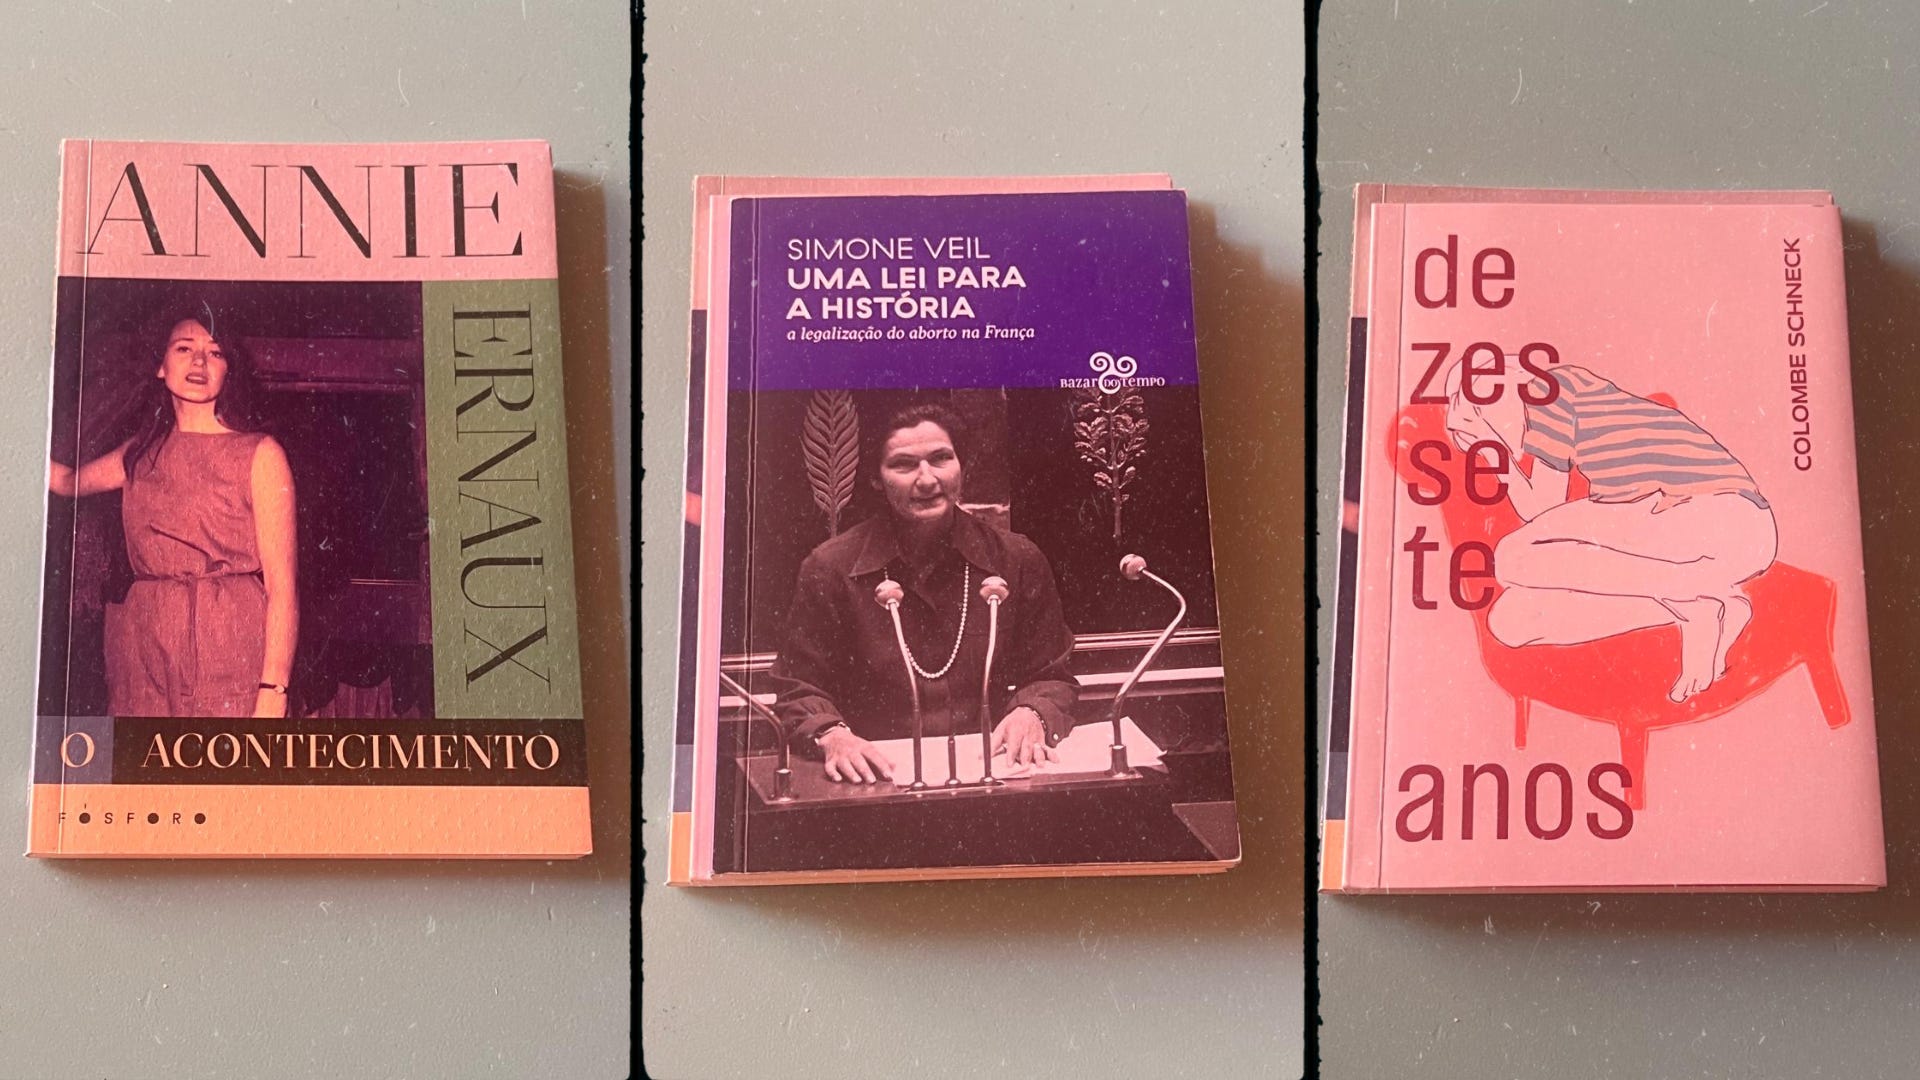 ANNIE
ERNAUX
O ACONTECIMENTO
FÓSFORO
SIMONE VEIL
UMA LEI PARA
A HISTÓRIA
a legalização do aborto na França
BAZAR DO TEMPO
de
zes
se
te
anos
COLOMBE SCHNECK